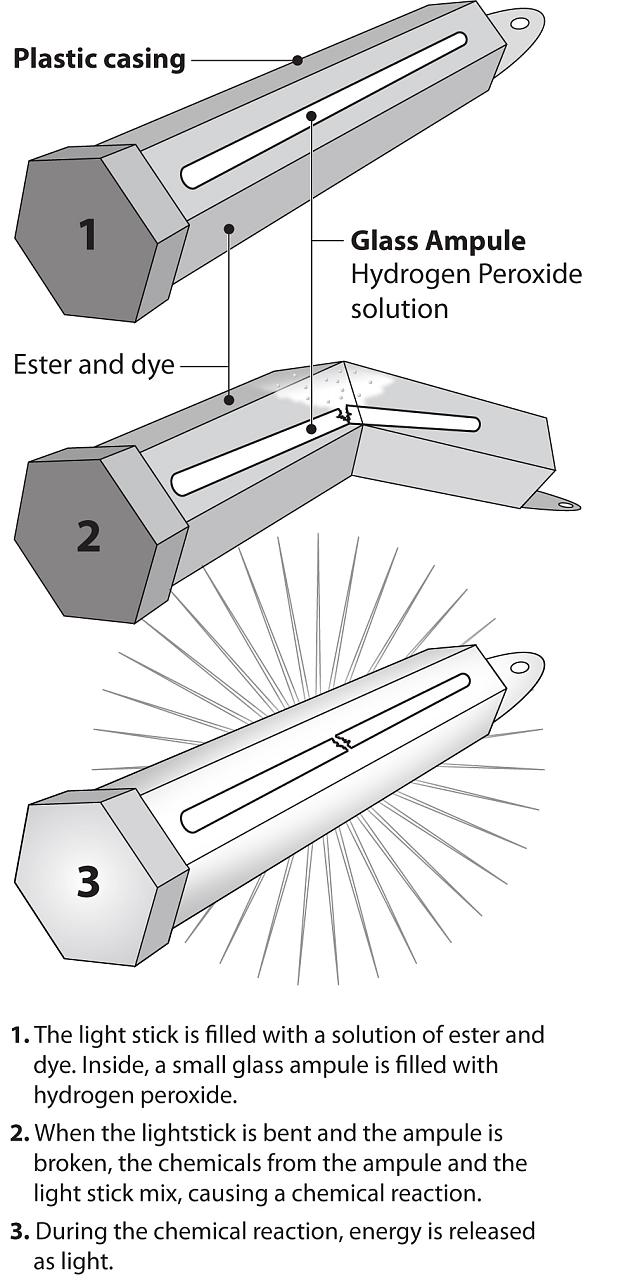 Plastic casing
1
Glass Ampule
Hydrogen Peroxide
solution
Ester and dye
2
3
1. The light stick is filled with a solution of ester and
dye. Inside, a small glass ampule is filled with
hydrogen peroxide.
2. When the lightstick is bent and the ampule is
broken, the chemicals from the ampule and the
light stick mix, causing a chemical reaction.
3. During the chemical reaction, energy is released
as light.